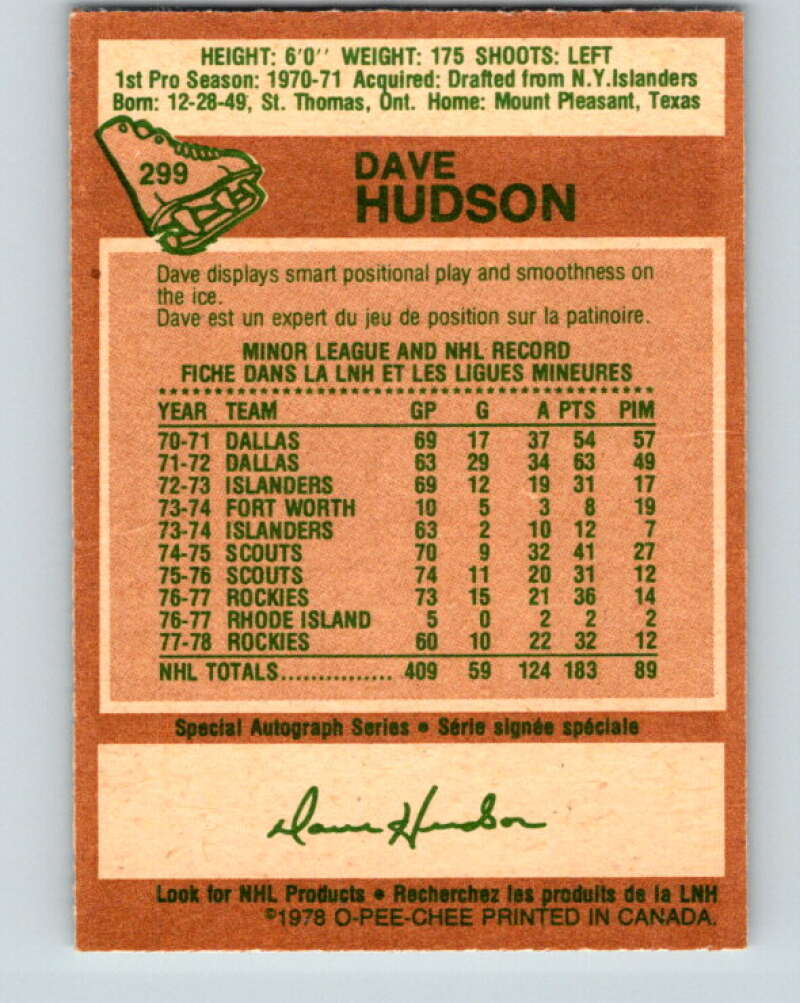 HEIGHT: 6'0'' WEIGHT: 175 SHOOTS: LEFT
1st Pro Season: 1970-71 Acquired: Drafted from N.Y.Islanders
Born: 12-28-49, St. Thomas, Ont. Home: Mount Pleasant, Texas
299
DAVE
HUDSON
Dave displays smart positional play and smoothness on
the ice.
Dave est un expert du jeu de position sur la patinoire.
MINOR LEAGUE AND NHL RECORD
FICHE DANS LA LNH ET LES LIGUES MINEURES
YEAR TEAM GP G A PTS PIM
70-71 DALLAS 69 17 37 54 57
71-72 DALLAS 63 29 34 63 49
72-73 ISLANDERS 69 12 19 31 17
73-74 FORT WORTH 10 5 3 8 19
73-74 ISLANDERS 63 2 10 12 7
74-75 SCOUTS 70 9 32 41 27
75-76 SCOUTS 74 11 20 31 12
76-77 ROCKIES 73 15 21 36 14
76-77 RHODE ISLAND 5 0 2 2 2
77-78 ROCKIES 60 10 22 32 12
NHL TOTALS............... 409 59 124 183 89
Special Autograph Series • Série signée spéciale
Dave Hudson
Look for NHL Products • Recherchez les produits de la LNH
©1978 O-PEE-CHEE PRINTED IN CANADA.